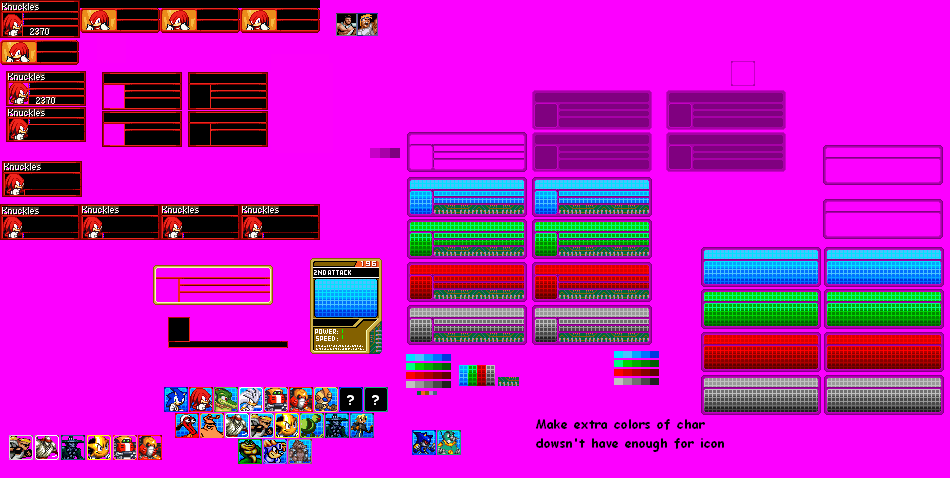 Knuckles
2370
Knuckles
2370
Knuckles
Knuckles
Knuckles Knuckles Knuckles Knuckles
196
2ND ATTACK
POWER:
SPEED:
? ?
Make extra colors of char
dowsn't have enough for icon